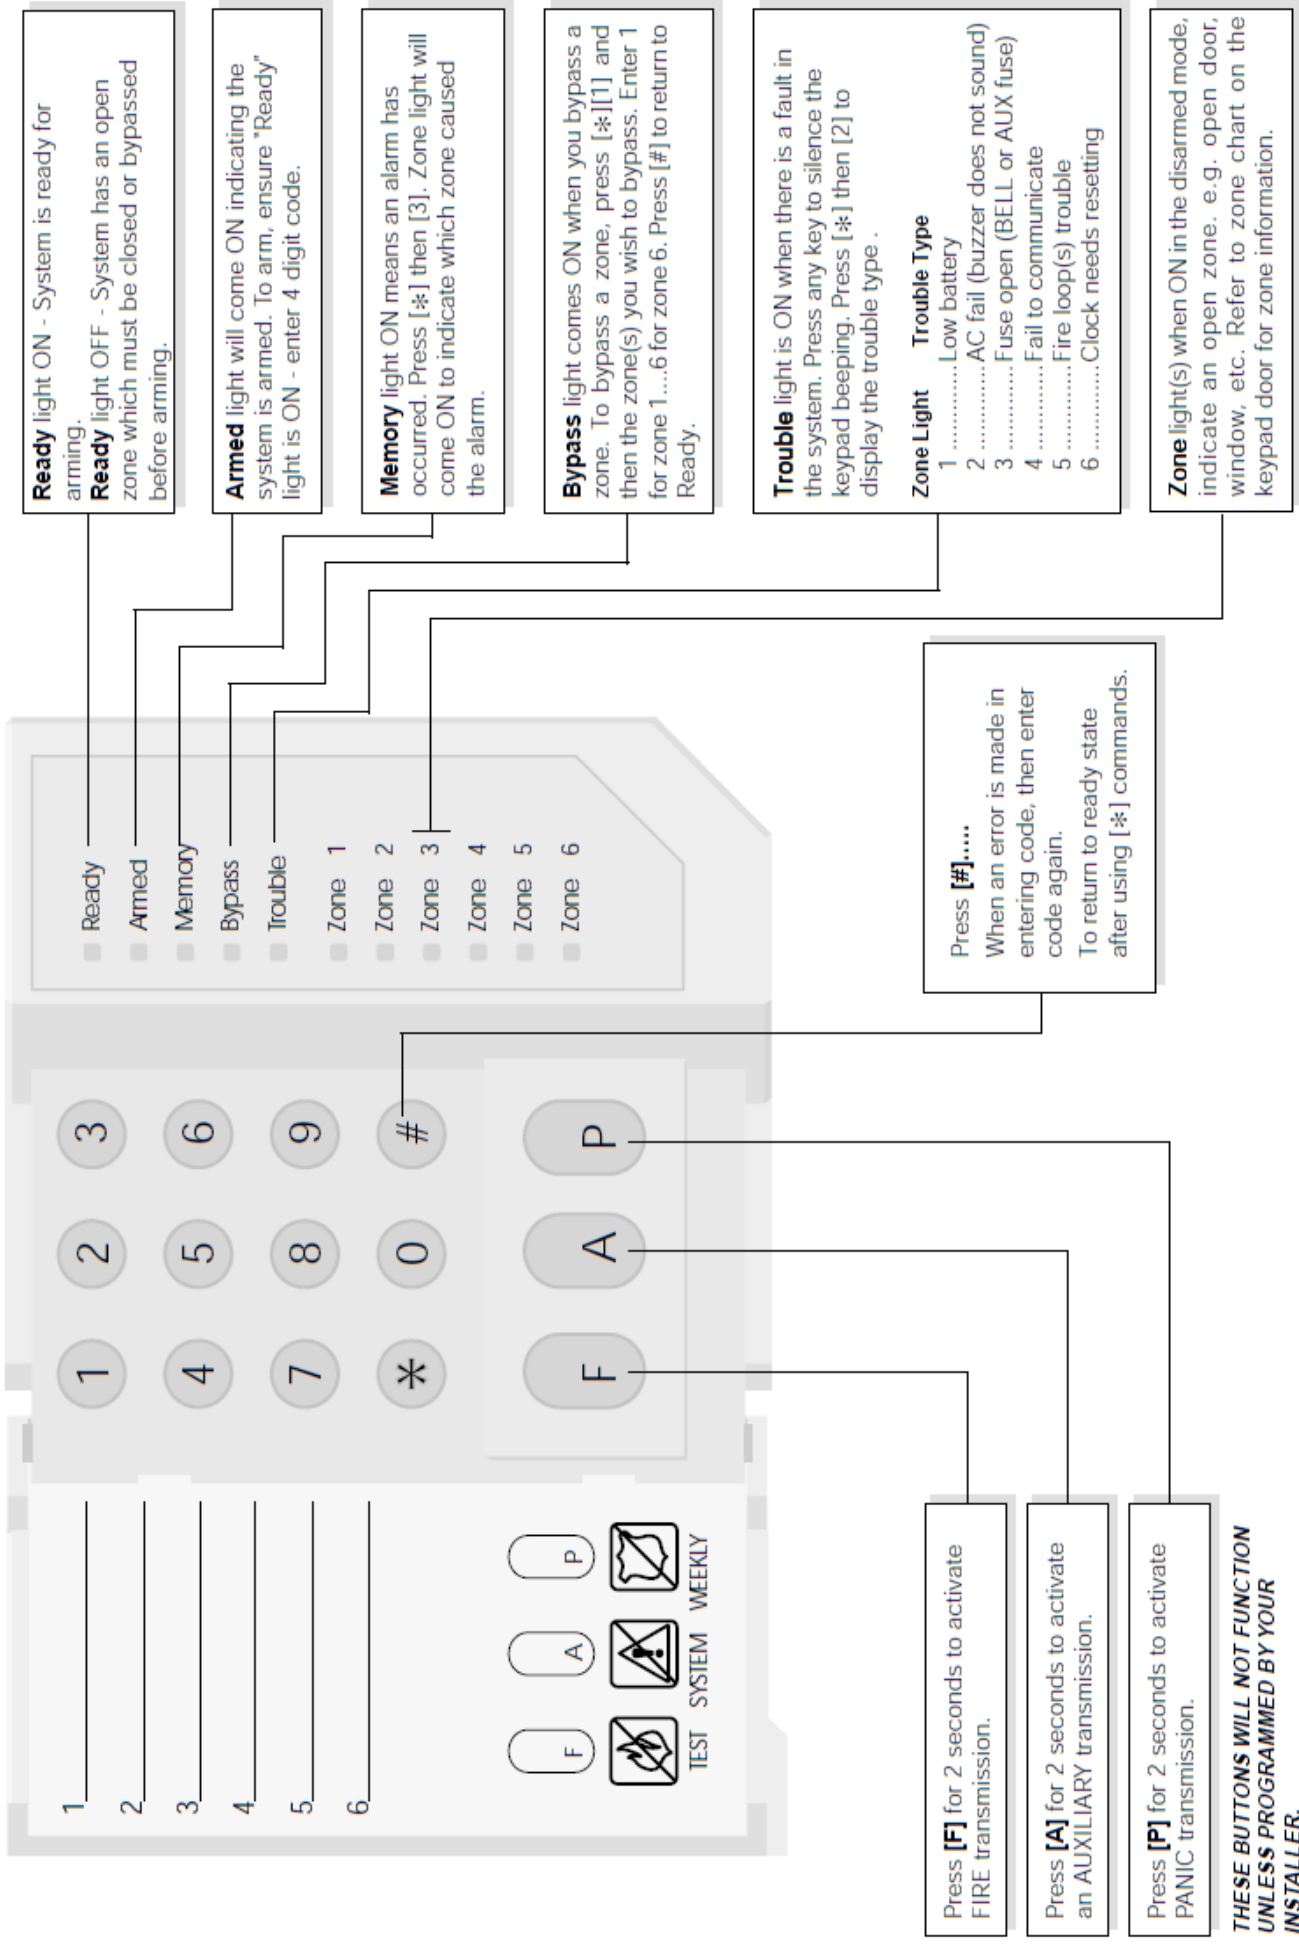 1
2
3
4
5
6
F A P
TEST SYSTEM WEEKLY
1 2 3
4 5 6
7 8 9
* 0 #
F A P
Ready
Armed
Memory
Bypass
Trouble
Zone 1
Zone 2
Zone 3
Zone 4
Zone 5
Zone 6
Ready light ON - System is ready for
arming.
Ready light OFF - System has an open
zone which must be closed or bypassed
before arming.
Armed light will come ON indicating the
system is armed. To arm, ensure "Ready"
light is ON - enter 4 digit code.
Memory light ON means an alarm has
occurred. Press [*] then [3]. Zone light will
come ON to indicate which zone caused
the alarm.
Bypass light comes ON when you bypass a
zone. To bypass a zone, press [*][1] and
then the zone(s) you wish to bypass. Enter 1
for zone 1....6 for zone 6. Press [#] to return to
Ready.
Trouble light is ON when there is a fault in
the system. Press any key to silence the
keypad beeping. Press [*] then [2] to
display the trouble type .
Zone Light Trouble Type
1 ............... Low battery
2 ............... AC fail (buzzer does not sound)
3 ............... Fuse open (BELL or AUX fuse)
4 ............... Fail to communicate
5 ............... Fire loop(s) trouble
6 ............... Clock needs resetting
Zone light(s) when ON in the disarmed mode,
indicate an open zone. e.g. open door,
window, etc. Refer to zone chart on the
keypad door for zone information.
Press [#].....
When an error is made in
entering code, then enter
code again.
To return to ready state
after using [*] commands.
Press [F] for 2 seconds to activate
FIRE transmission.
Press [A] for 2 seconds to activate
an AUXILIARY transmission.
Press [P] for 2 seconds to activate
PANIC transmission.
THESE BUTTONS WILL NOT FUNCTION
UNLESS PROGRAMMED BY YOUR
INSTALLER.